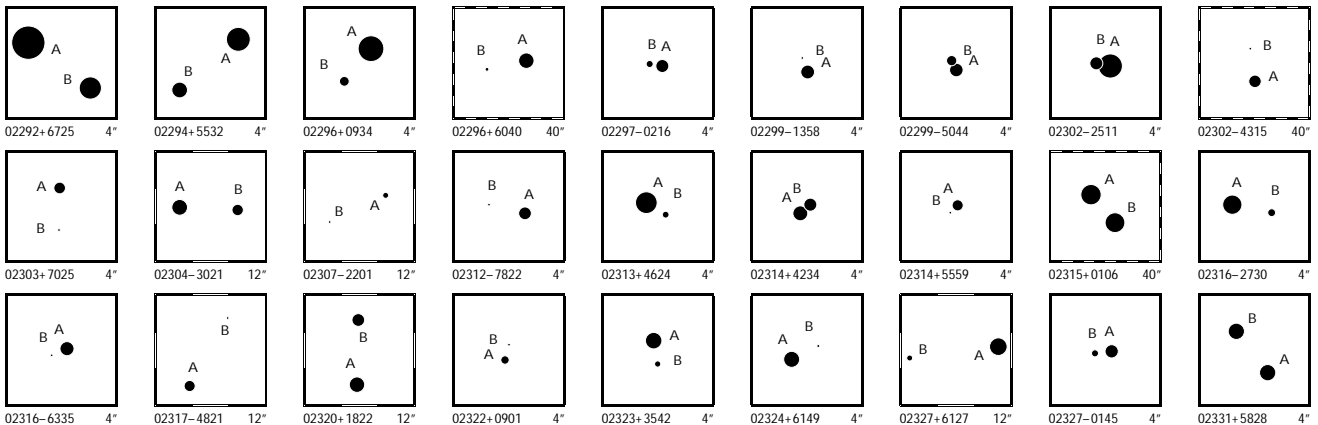 A B A B A B A B B A B A B A B A B A
02292+6725 4″ 02294+5532 4″ 02296+0934 4″ 02296+6040 40″ 02297−0216 4″ 02299−1358 4″ 02299−5044 4″ 02302−2511 4″ 02302−4315 40″
A B A B A B B A A B A B A B A B A B
02303+7025 4″ 02304−3021 12″ 02307−2201 12″ 02312−7822 4″ 02313+4624 4″ 02314+4234 4″ 02314+5559 4″ 02315+0106 40″ 02316−2730 4″
B A B A B A B A A B A B B A B A B A
02316−6335 4″ 02317−4821 12″ 02320+1822 12″ 02322+0901 4″ 02323+3542 4″ 02324+6149 4″ 02327+6127 12″ 02327−0145 4″ 02331+5828 4″